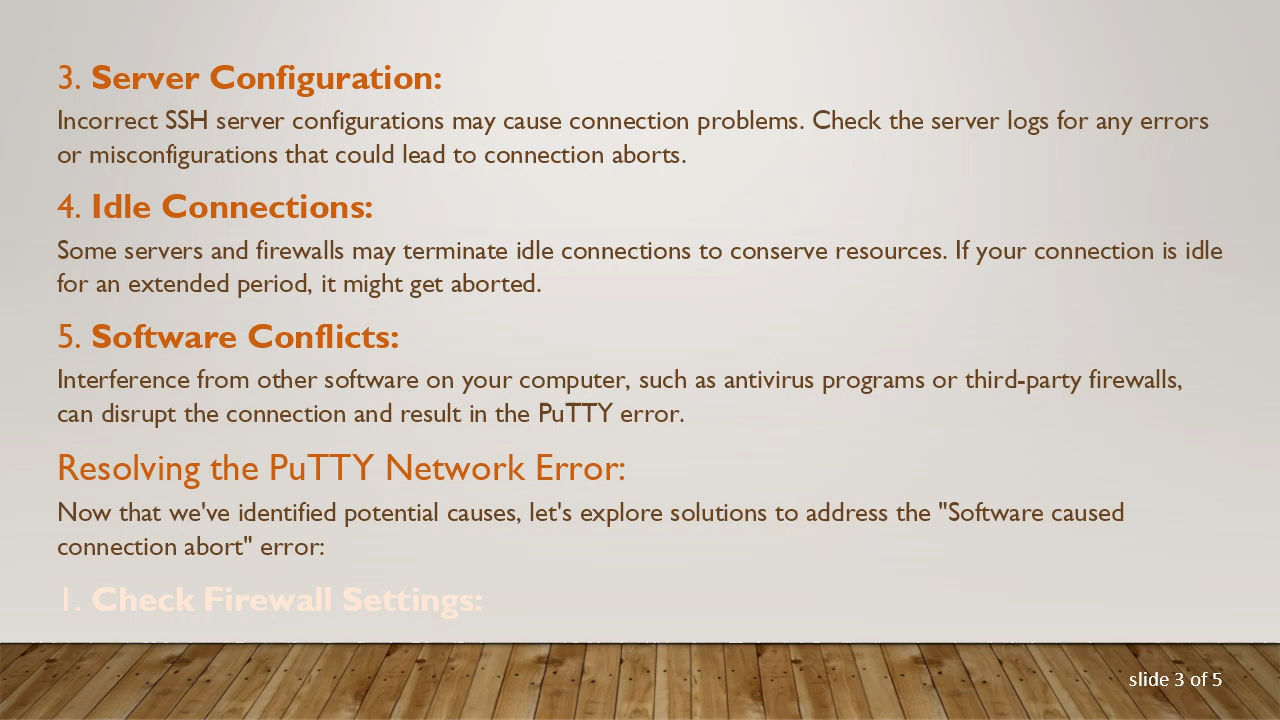 3. Server Configuration:
Incorrect SSH server configurations may cause connection problems. Check the server logs for any errors
or misconfigurations that could lead to connection aborts.
4. Idle Connections:
Some servers and firewalls may terminate idle connections to conserve resources. If your connection is idle
for an extended period, it might get aborted.
5. Software Conflicts:
Interference from other software on your computer, such as antivirus programs or third-party firewalls,
can disrupt the connection and result in the PuTTY error.
Resolving the PuTTY Network Error:
Now that we've identified potential causes, let's explore solutions to address the "Software caused
connection abort" error:
1. Check Firewall Settings:
slide 3 of 5